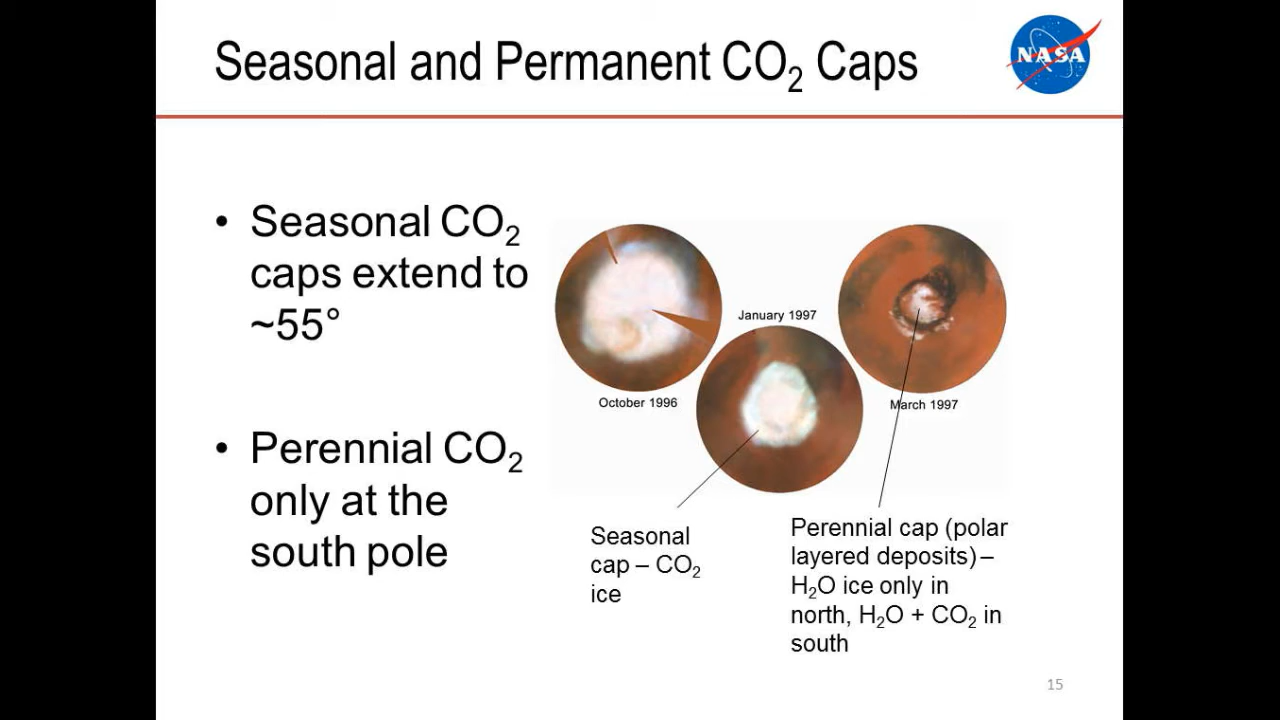 Seasonal and Permanent CO₂ Caps
NASA
• Seasonal CO₂
caps extend to
~55°
• Perennial CO₂
only at the
south pole
October 1996
January 1997
March 1997
Seasonal
cap – CO₂
ice
Perennial cap (polar
layered deposits) –
H₂O ice only in
north, H₂O + CO₂ in
south
15